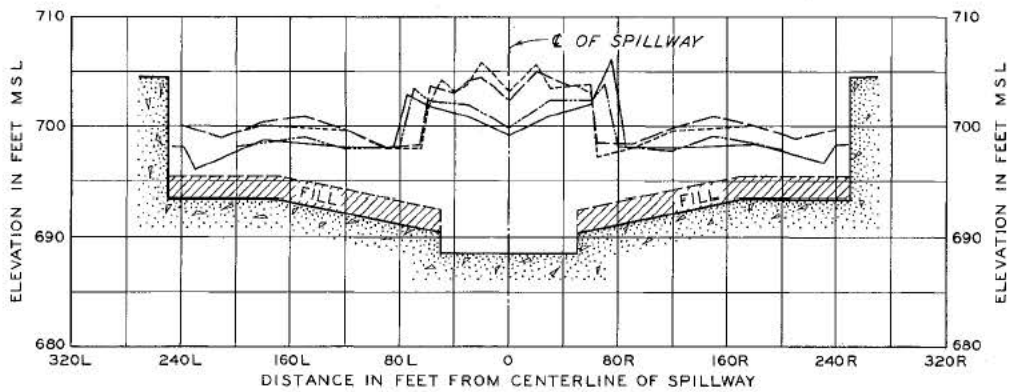 710
710
℄ OF SPILLWAY
ELEVATION IN FEET MSL
700
700
ELEVATION IN FEET MSL
FILL
FILL
690
690
680
680
320L
240L
160L
80L
0
80R
160R
240R
320R
DISTANCE IN FEET FROM CENTERLINE OF SPILLWAY